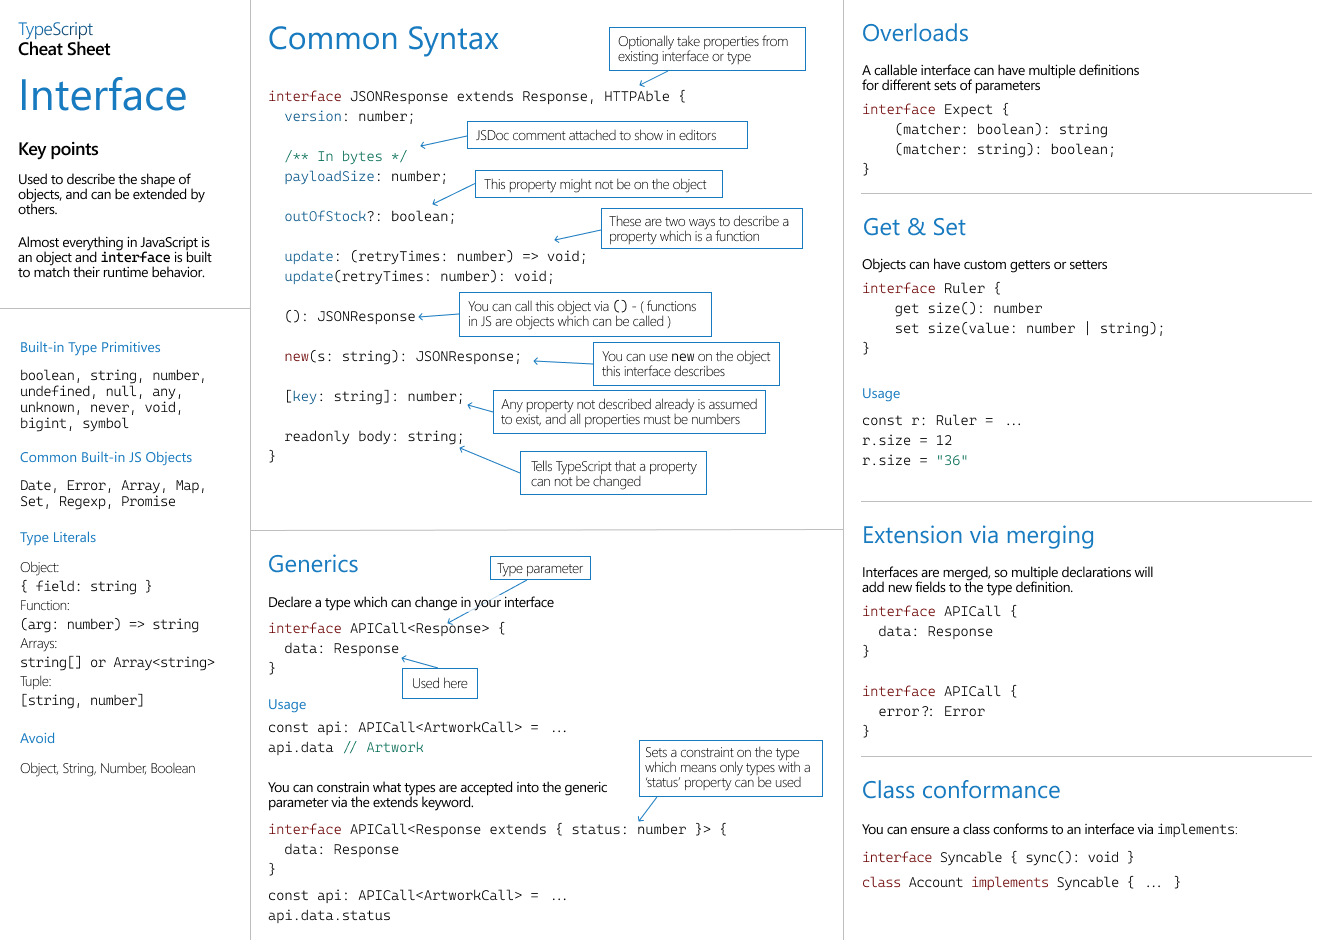 TypeScript
Cheat Sheet
Interface
Key points
Used to describe the shape of
objects, and can be extended by
others.
Almost everything in JavaScript is
an object and interface is built
to match their runtime behavior.
Built-in Type Primitives
boolean, string, number,
undefined, null, any,
unknown, never, void,
bigint, symbol
Common Built-in JS Objects
Date, Error, Array, Map,
Set, Regexp, Promise
Type Literals
Object:
{ field: string }
Function:
(arg: number) => string
Arrays:
string[] or Array<string>
Tuple:
[string, number]
Avoid
Object, String, Number, Boolean
Common Syntax
Optionally take properties from
existing interface or type
interface JSONResponse extends Response, HTTPAble {
version: number;
JSDoc comment attached to show in editors
/** In bytes */
payloadSize: number;
This property might not be on the object
outOfStock?: boolean;
These are two ways to describe a
property which is a function
update: (retryTimes: number) => void;
update(retryTimes: number): void;
(): JSONResponse
You can call this object via () - ( functions
in JS are objects which can be called )
new(s: string): JSONResponse;
You can use new on the object
this interface describes
[key: string]: number;
Any property not described already is assumed
to exist, and all properties must be numbers
readonly body: string;
}
Tells TypeScript that a property
can not be changed
Generics
Type parameter
Declare a type which can change in your interface
interface APICall<Response> {
data: Response
}
Used here
Usage
const api: APICall<ArtworkCall> = ...
api.data // Artwork
Sets a constraint on the type
which means only types with a
‘status’ property can be used
You can constrain what types are accepted into the generic
parameter via the extends keyword.
interface APICall<Response extends { status: number }> {
data: Response
}
const api: APICall<ArtworkCall> = ...
api.data.status
Overloads
A callable interface can have multiple definitions
for different sets of parameters
interface Expect {
(matcher: boolean): string
(matcher: string): boolean;
}
Get & Set
Objects can have custom getters or setters
interface Ruler {
get size(): number
set size(value: number | string);
}
Usage
const r: Ruler = ...
r.size = 12
r.size = "36"
Extension via merging
Interfaces are merged, so multiple declarations will
add new fields to the type definition.
interface APICall {
data: Response
}
interface APICall {
error?: Error
}
Class conformance
You can ensure a class conforms to an interface via implements:
interface Syncable { sync(): void }
class Account implements Syncable { ... }